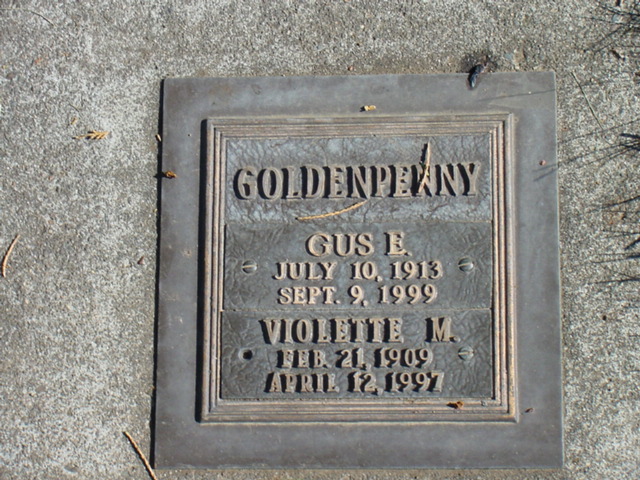 GOLDENPENNY
GUS E.
JULY 10, 1913
SEPT. 9, 1999
VIOLETTE M.
FEB. 21, 1909
APRIL 12, 1997